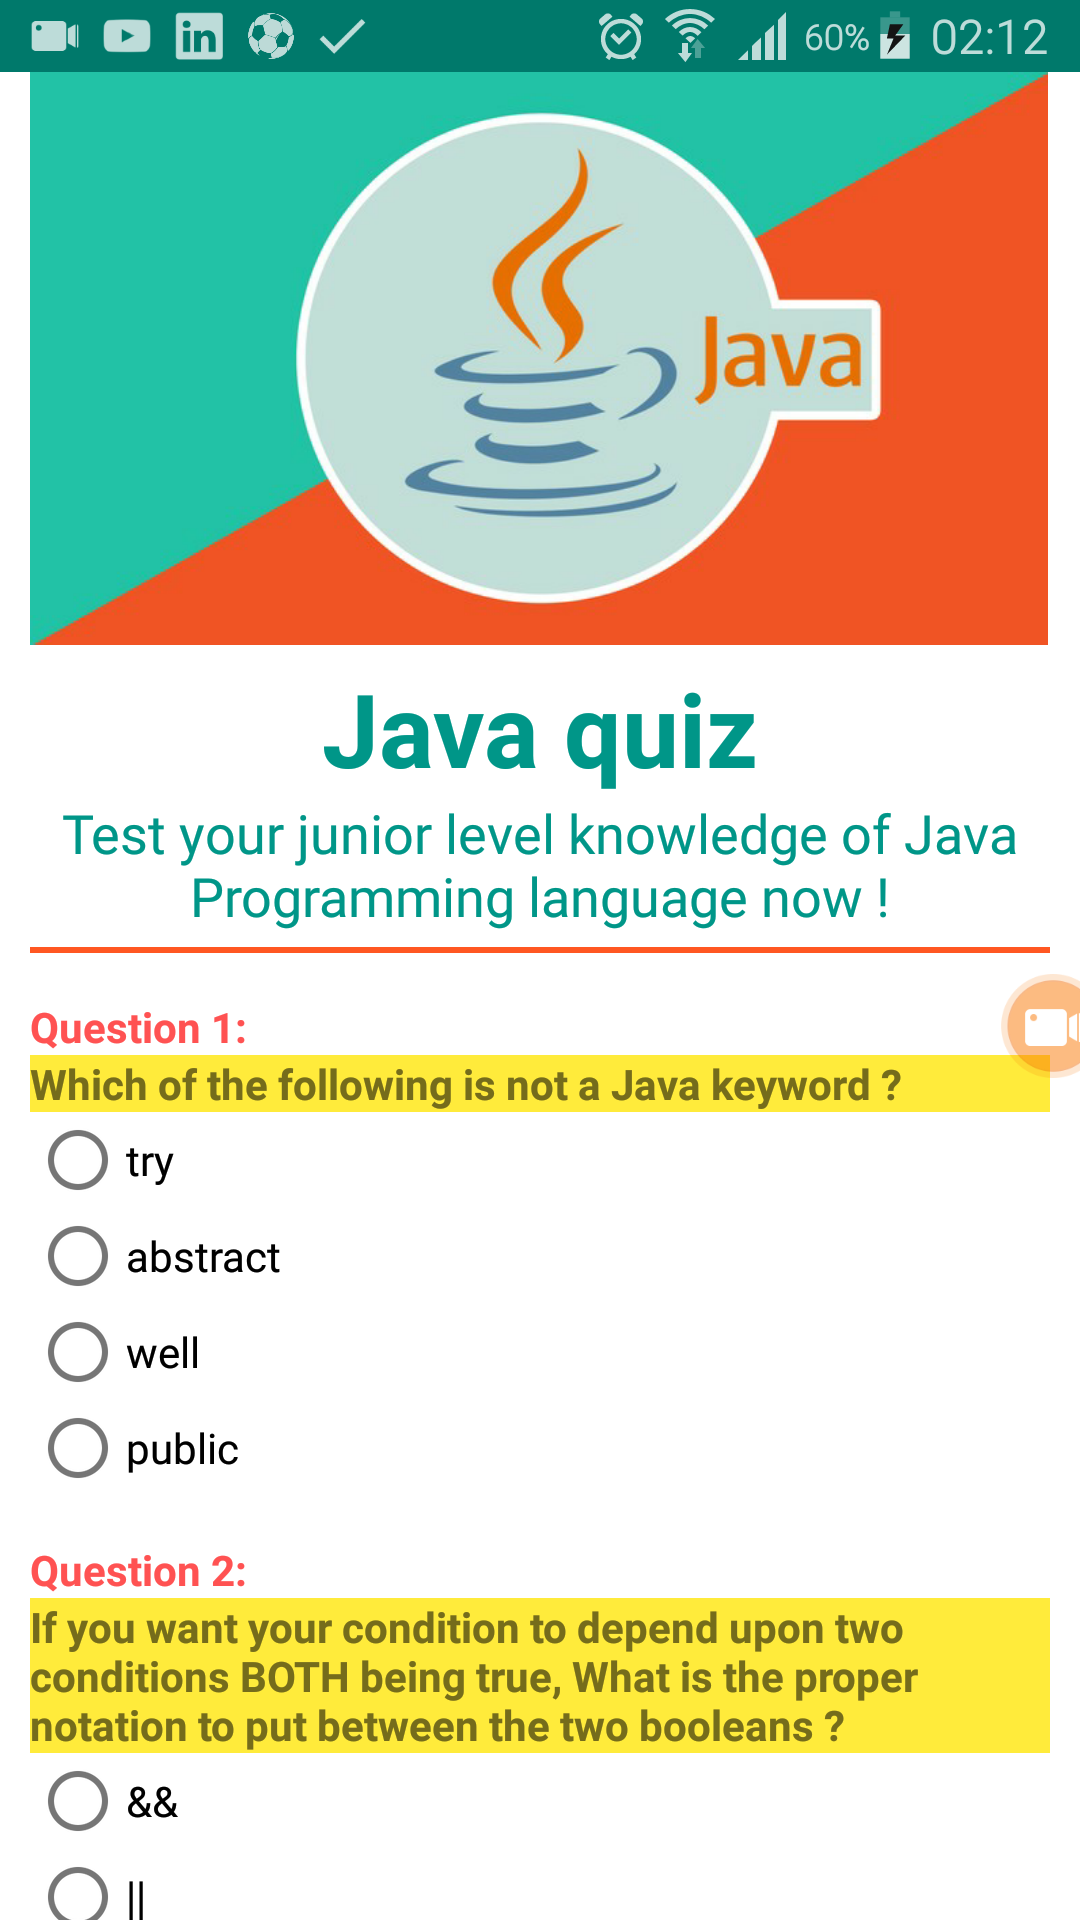 in
60% 02:12
Java
Java quiz
Test your junior level knowledge of Java
Programming language now !
Question 1:
Which of the following is not a Java keyword ?
try
abstract
well
public
Question 2:
If you want your condition to depend upon two
conditions BOTH being true, What is the proper
notation to put between the two booleans ?
&&
||